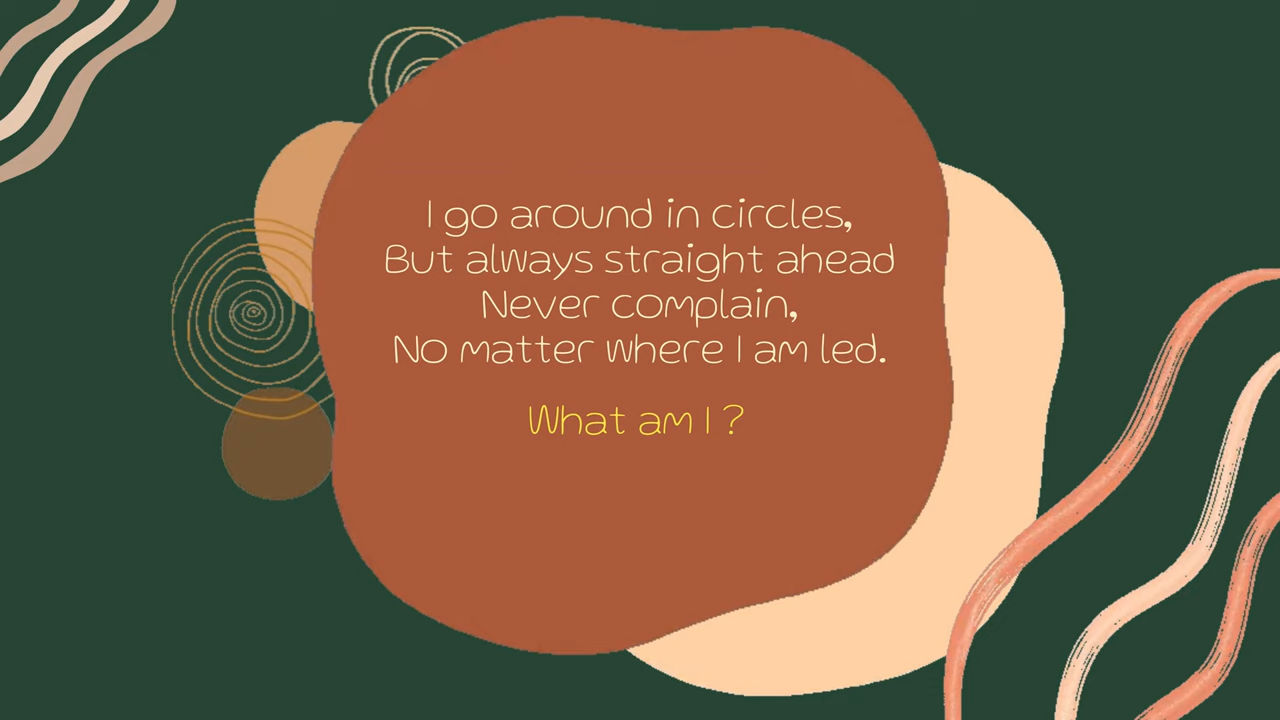 I go around in circles,
But always straight ahead
Never complain,
No matter where I am led.
What am I ?